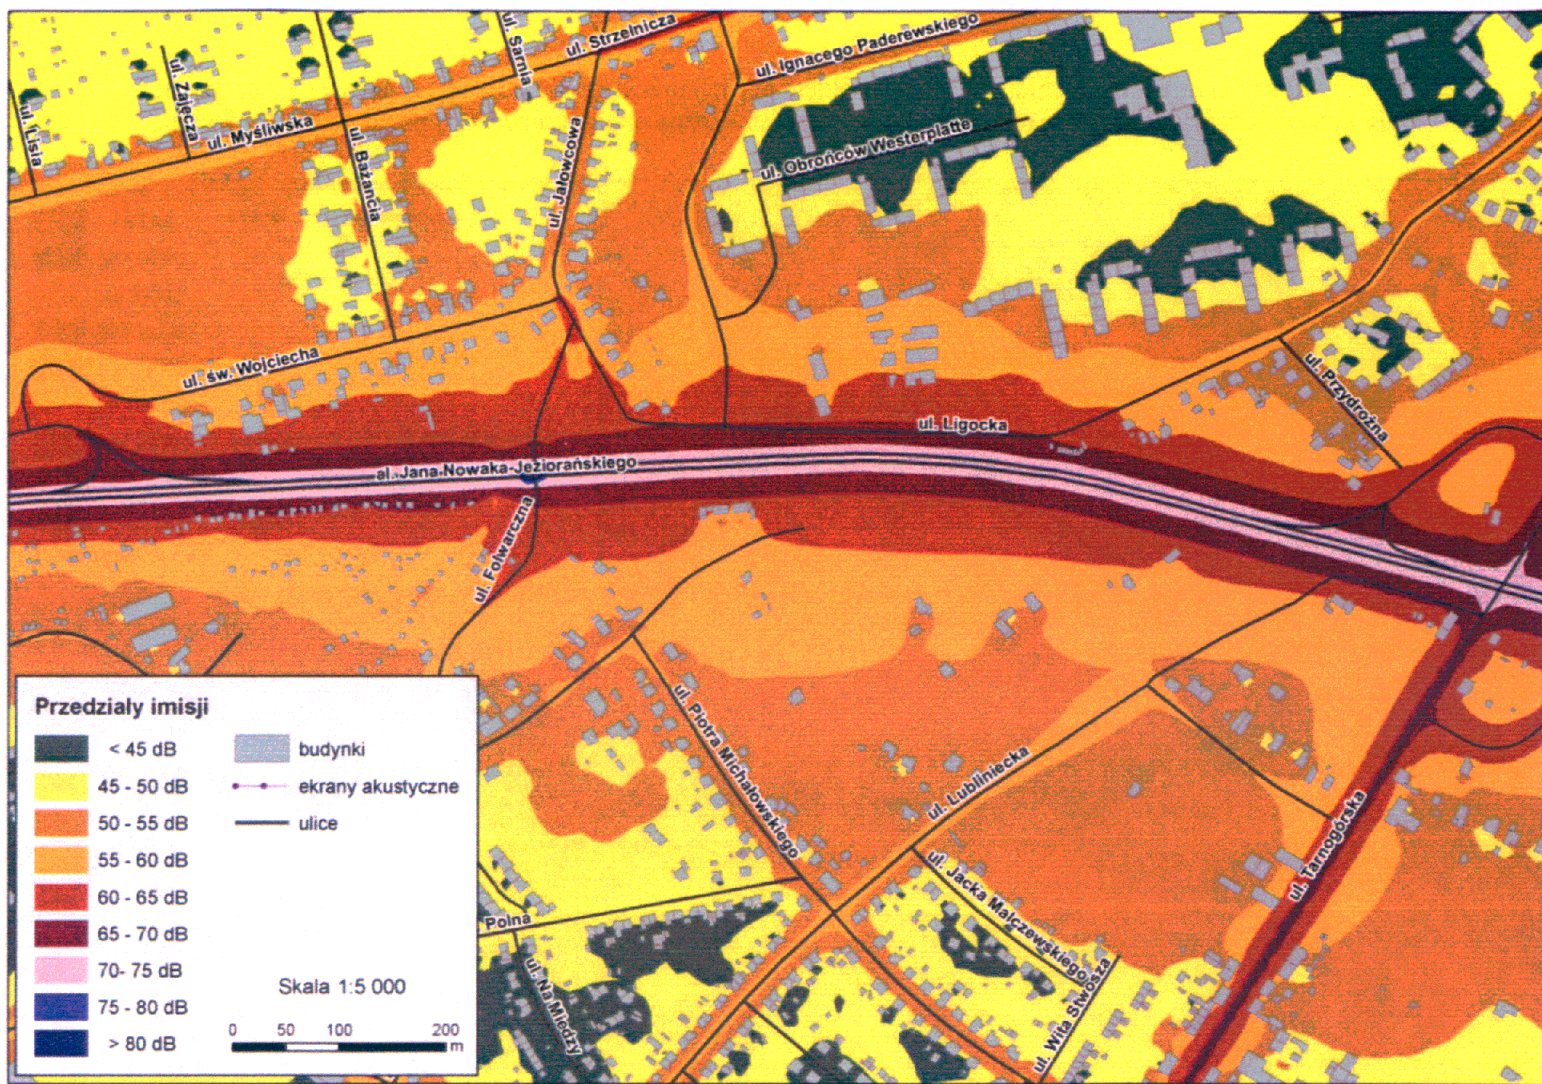 ul. Sarnia
ul. Strzelnicza
ul. Ignacego Paderewskiego
ul. Zajęcza
ul. Lisia
ul. Myśliwska
ul. Bażancia
ul. Jałowcowa
ul. Obrońców Westerplatte
ul. św. Wojciecha
ul. Przydrożna
ul. Ligocka
al. Jana Nowaka-Jeziorańskiego
ul. Folwarczna
ul. Piotra Michałowskiego
ul. Lubliniecka
ul. Tarnogórska
ul. Jacka Malczewskiego
Polna
ul. Na Miedzy
ul. Wita Stwosza
Przedziały imisji
< 45 dB
45 - 50 dB
50 - 55 dB
55 - 60 dB
60 - 65 dB
65 - 70 dB
70- 75 dB
75 - 80 dB
> 80 dB
budynki
ekrany akustyczne
ulice
Skala 1:5 000
0 50 100 200
m